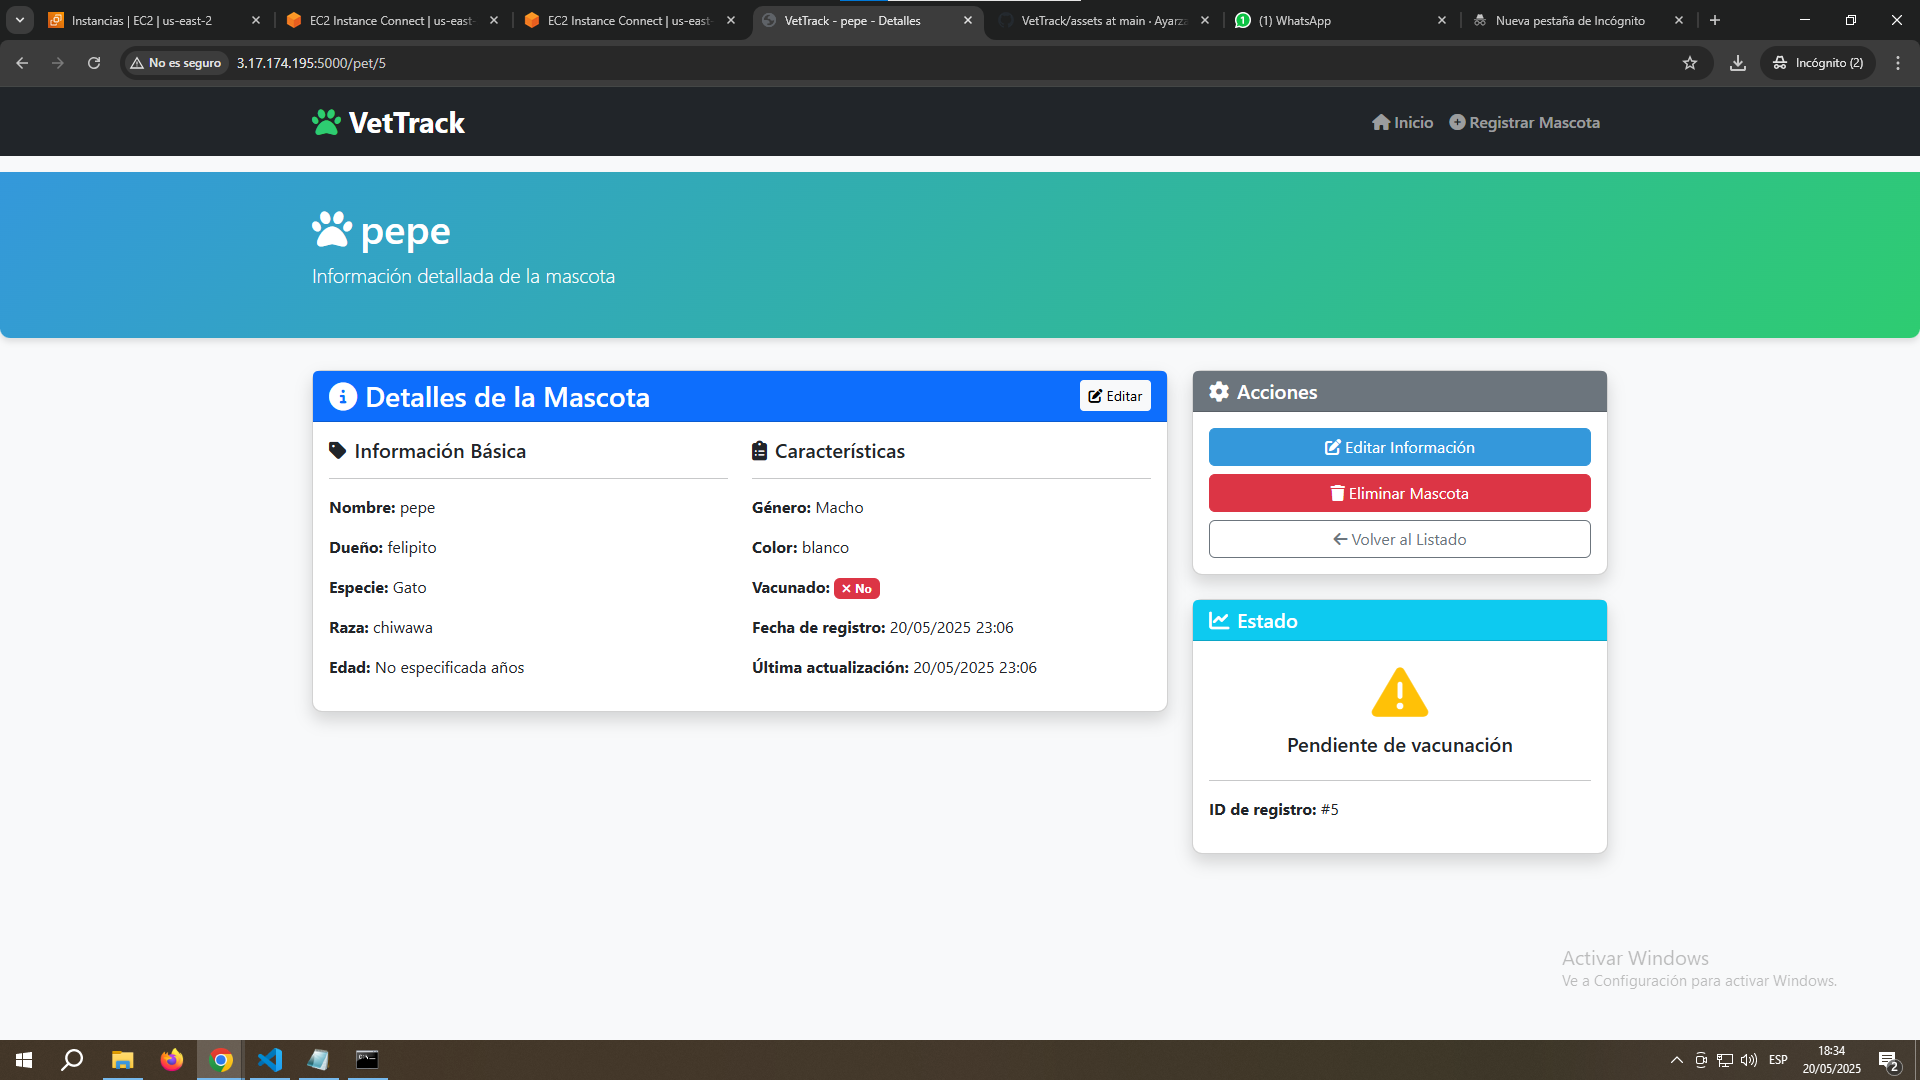 Instancias | EC2 | us-east-2
EC2 Instance Connect | us-east-
EC2 Instance Connect | us-east-
VetTrack - pepe - Detalles
VetTrack/assets at main · Ayarza
(1) WhatsApp
Nueva pestaña de Incógnito
No es seguro
3.17.174.195:5000/pet/5
Incógnito (2)
VetTrack
Inicio
Registrar Mascota
pepe
Información detallada de la mascota
Detalles de la Mascota
Editar
Información Básica
Nombre: pepe
Dueño: felipito
Especie: Gato
Raza: chiwawa
Edad: No especificada años
Características
Género: Macho
Color: blanco
Vacunado: No
Fecha de registro: 20/05/2025 23:06
Última actualización: 20/05/2025 23:06
Acciones
Editar Información
Eliminar Mascota
Volver al Listado
Estado
Pendiente de vacunación
ID de registro: #5
Activar Windows
Ve a Configuración para activar Windows.
ESP
18:34
20/05/2025
2